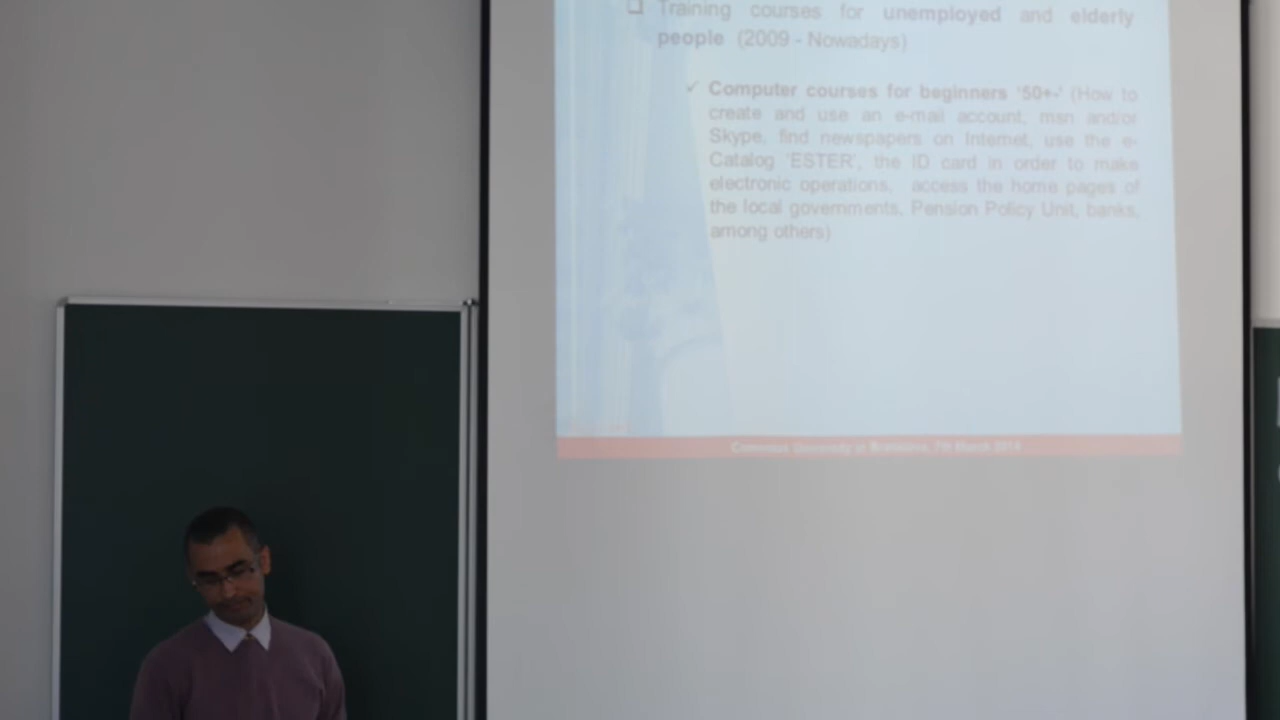 Training courses for unemployed and elderly
people (2009 - Nowadays)
Computer courses for beginners '50+-' (How to
create and use an e-mail account, msn and/or
Skype, find newspapers on Internet, use the e-
Catalog 'ESTER', the ID card in order to make
electronic operations, access the home pages of
the local governments, Pension Policy Unit, banks,
among others)
Comenius University at Bratislava, 7th March 2014